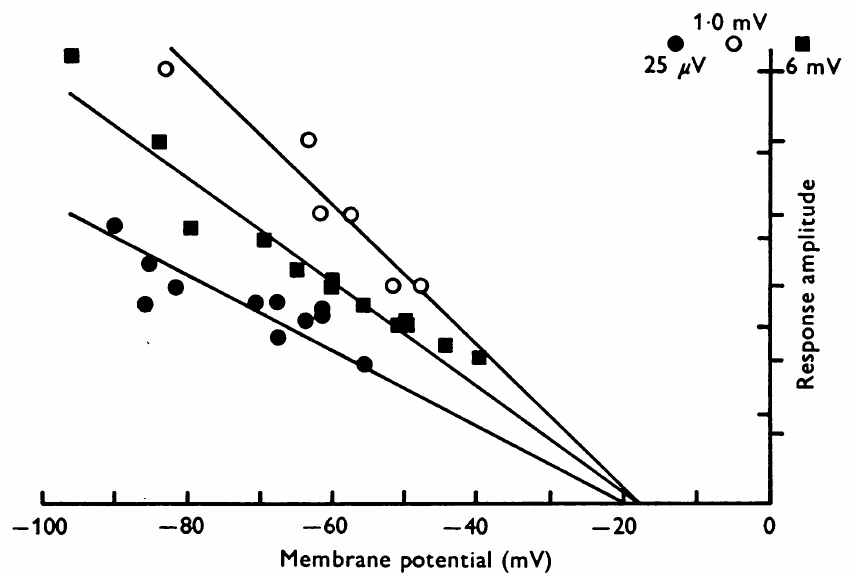 1·0 mV
25 μV
6 mV
Response amplitude
—100 —80 —60 —40 —20 0
Membrane potential (mV)